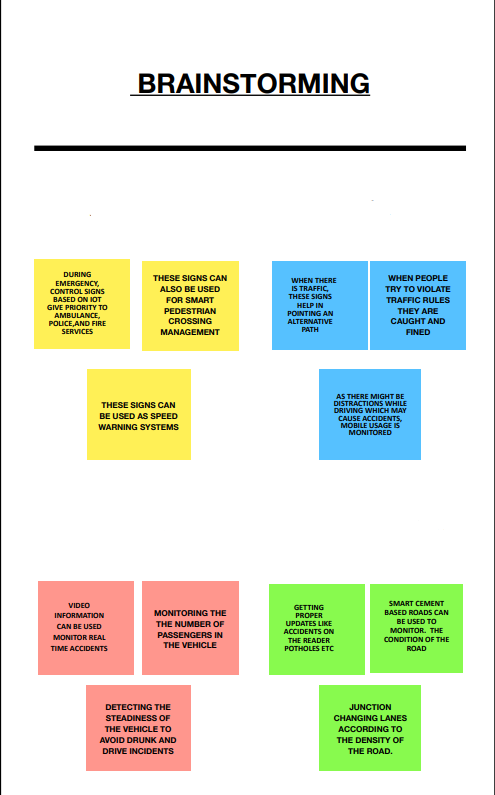 BRAINSTORMING
DURING
EMERGENCY,
CONTROL SIGNS
BASED ON IOT
GIVE PRIORITY TO
AMBULANCE,
POLICE,AND FIRE
SERVICES
THESE SIGNS CAN
ALSO BE USED
FOR SMART
PEDESTRIAN
CROSSING
MANAGEMENT
WHEN THERE
IS TRAFFIC,
THESE SIGNS
HELP IN
POINTING AN
ALTERNATIVE
PATH
WHEN PEOPLE
TRY TO VIOLATE
TRAFFIC RULES
THEY ARE
CAUGHT AND
FINED
THESE SIGNS CAN
BE USED AS SPEED
WARNING SYSTEMS
AS THERE MIGHT BE
DISTRACTIONS WHILE
DRIVING WHICH MAY
CAUSE ACCIDENTS,
MOBILE USAGE IS
MONITORED
VIDEO
INFORMATION
CAN BE USED
MONITOR REAL
TIME ACCIDENTS
MONITORING THE
THE NUMBER OF
PASSENGERS IN
THE VEHICLE
GETTING
PROPER
UPDATES LIKE
ACCIDENTS ON
THE READER
POTHOLES ETC
SMART CEMENT
BASED ROADS CAN
BE USED TO
MONITOR. THE
CONDITION OF THE
ROAD
DETECTING THE
STEADINESS OF
THE VEHICLE TO
AVOID DRUNK AND
DRIVE INCIDENTS
JUNCTION
CHANGING LANES
ACCORDING TO
THE DENSITY OF
THE ROAD.